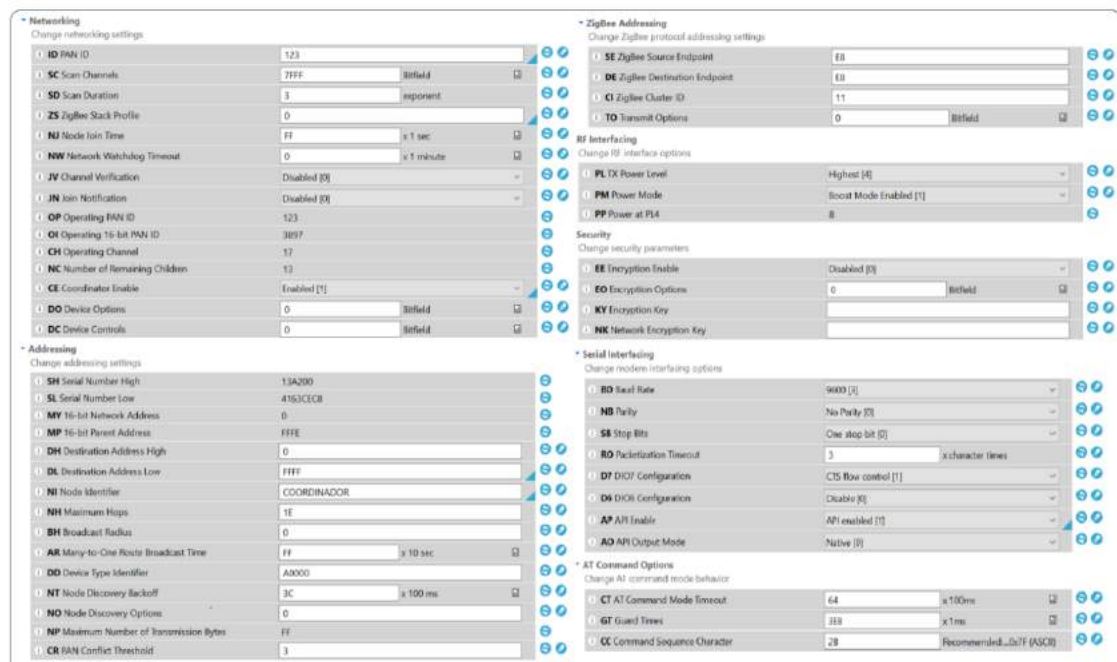 Networking
Change networking settings
ID PAN ID 123
SC Scan Channels 7FFF Bitfield
SD Scan Duration 3 exponent
ZS ZigBee Stack Profile 0
NJ Node Join Time FF x 1 sec
NW Network Watchdog Timeout 0 x 1 minute
JV Channel Verification Disabled [0]
JN Join Notification Disabled [0]
OP Operating PAN ID 123
OI Operating 16-bit PAN ID 3B97
CH Operating Channel 17
NC Number of Remaining Children 13
CE Coordinator Enable Enabled [1]
DO Device Options 0 Bitfield
DC Device Controls 0 Bitfield
Addressing
Change addressing settings
SH Serial Number High 13A200
SL Serial Number Low 4163CEC8
MY 16-bit Network Address 0
MP 16-bit Parent Address FFFE
DH Destination Address High 0
DL Destination Address Low FFFF
NI Node Identifier COORDINADOR
NH Maximum Hops 1E
BH Broadcast Radius 0
AR Many-to-One Route Broadcast Time FF x 10 sec
DD Device Type Identifier A0000
NT Node Discovery Backoff 3C x 100 ms
NO Node Discovery Options 0
NP Maximum Number of Transmission Bytes FF
CR PAN Conflict Threshold 3
ZigBee Addressing
Change ZigBee protocol addressing settings
SE ZigBee Source Endpoint E8
DE ZigBee Destination Endpoint E8
CI ZigBee Cluster ID 11
TO Transmit Options 0 Bitfield
RF Interfacing
Change RF interface options
PL TX Power Level Highest [4]
PM Power Mode Boost Mode Enabled [1]
PP Power at PL4 8
Security
Change security parameters
EE Encryption Enable Disabled [0]
EO Encryption Options 0 Bitfield
KY Encryption Key
NK Network Encryption Key
Serial Interfacing
Change modem interfacing options
BD Baud Rate 9600 [3]
NB Parity No Parity [0]
SB Stop Bits One stop bit [0]
RO Packetization Timeout 3 x character times
D7 DIO7 Configuration CTS flow control [1]
D6 DIO6 Configuration Disable [0]
AP API Enable API enabled [1]
AO API Output Mode Native [0]
AT Command Options
Change AT command mode behavior
CT AT Command Mode Timeout 64 x 100ms
GT Guard Times 3E8 x 1ms
CC Command Sequence Character 2B Recommended:...0x7F (ASCII)